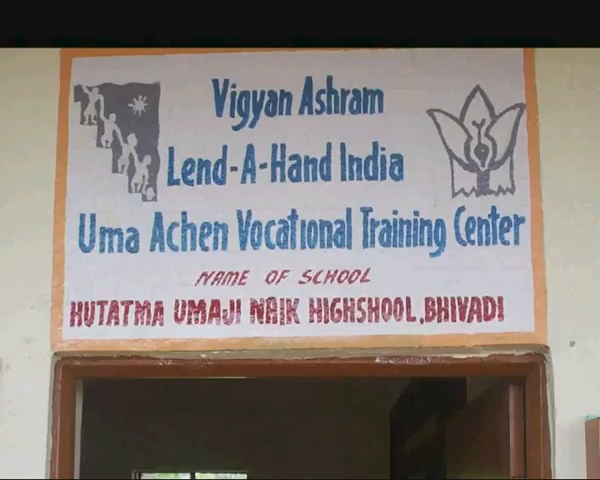 Vigyan Ashram
Lend-A-Hand India
Uma Achen Vocational Training Center
NAME OF SCHOOL
HUTATMA UMAJI NAIK HIGHSHOOL,BHIVADI